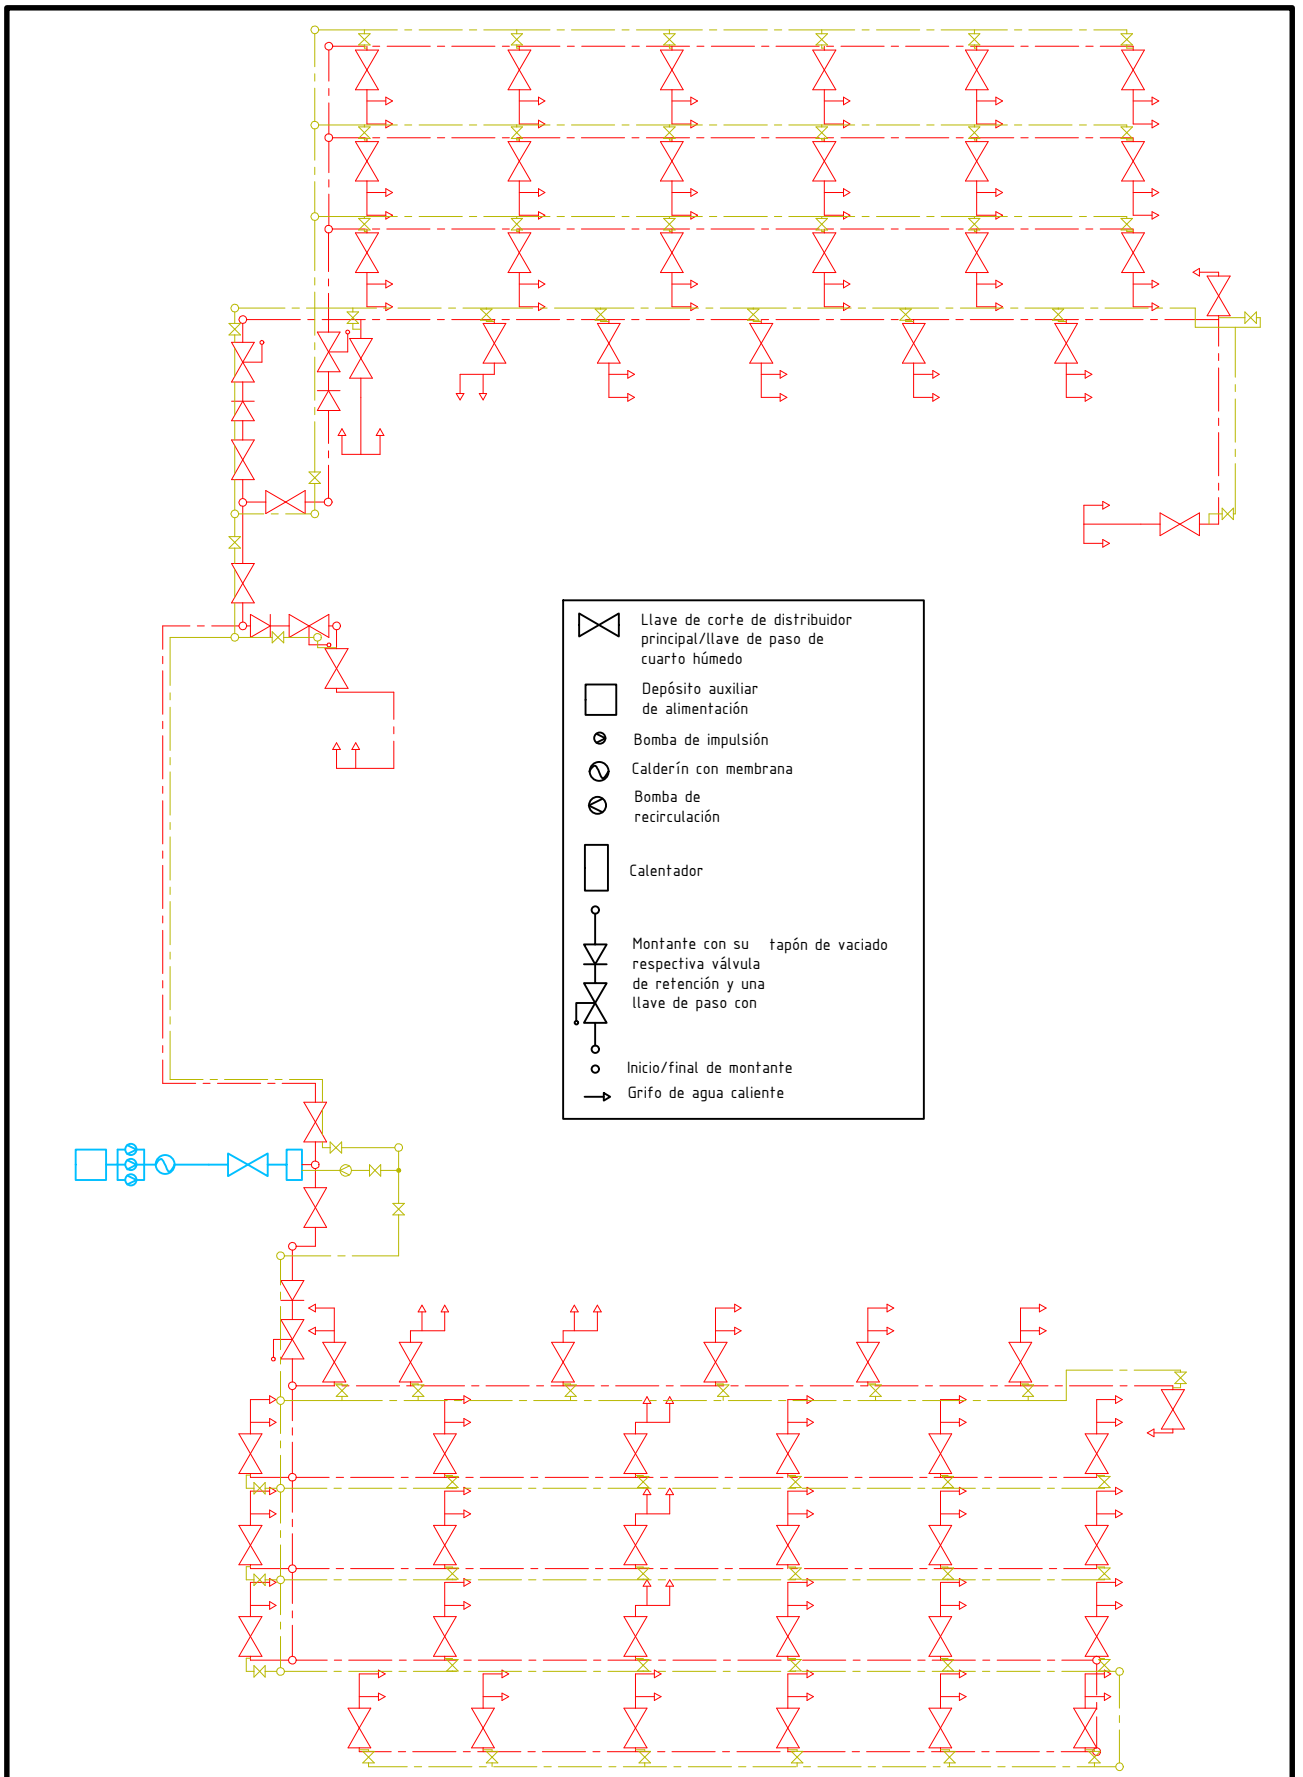 Llave de corte de distribuidor
principal/llave de paso de
cuarto húmedo
Depósito auxiliar
de alimentación
Bomba de impulsión
Calderín con membrana
Bomba de
recirculación
Calentador
Montante con su tapón de vaciado
respectiva válvula
de retención y una
llave de paso con
Inicio/final de montante
Grifo de agua caliente